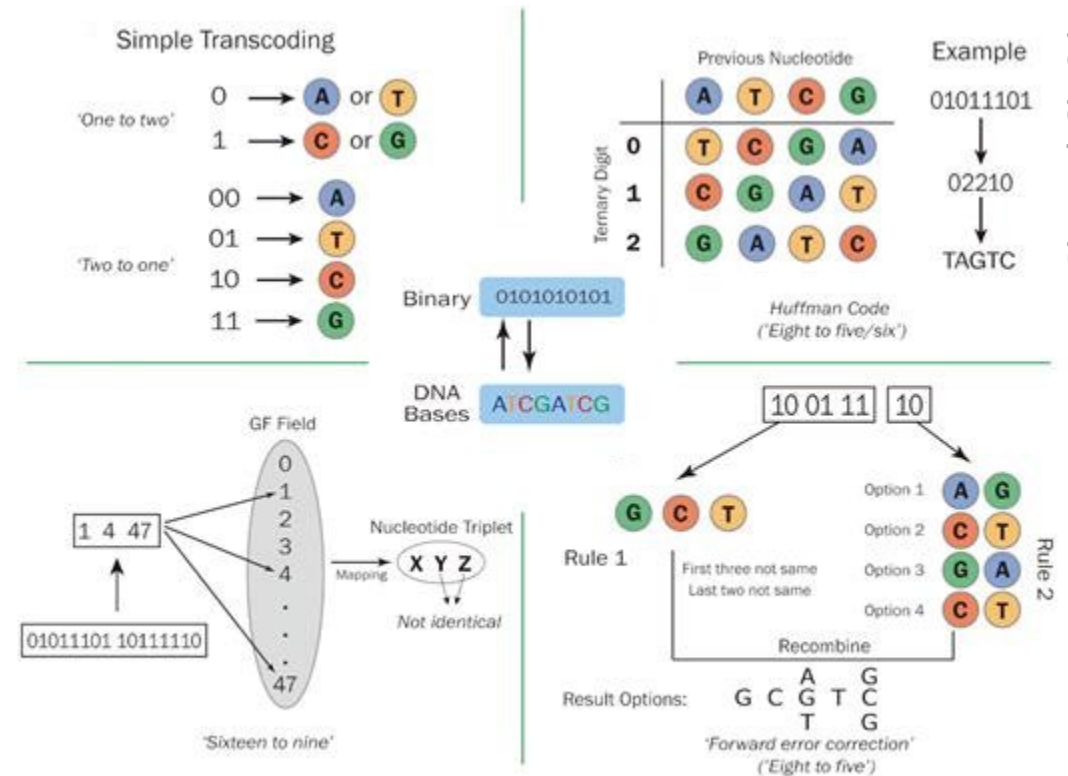 Simple Transcoding
'One to two'
0 A or T
1 C or G
'Two to one'
00 A
01 T
10 C
11 G
Previous Nucleotide
A T C G
Ternary Digit
0 T C G A
1 C G A T
2 G A T C
Huffman Code
('Eight to five/six')
Example
01011101
02210
TAGTC
Binary 0101010101
DNA
Bases ATCGATCG
GF Field
0
1
2
3
4
.
.
.
47
1 4 47
01011101 10111110
Mapping
Nucleotide Triplet
X Y Z
Not identical
'Sixteen to nine'
10 01 11 10
G C T
Rule 1
First three not same
Last two not same
Option 1 A G
Option 2 C T
Option 3 G A
Option 4 C T
Rule 2
Recombine
A G
Result Options: G C G T C
T G
'Forward error correction'
('Eight to five')